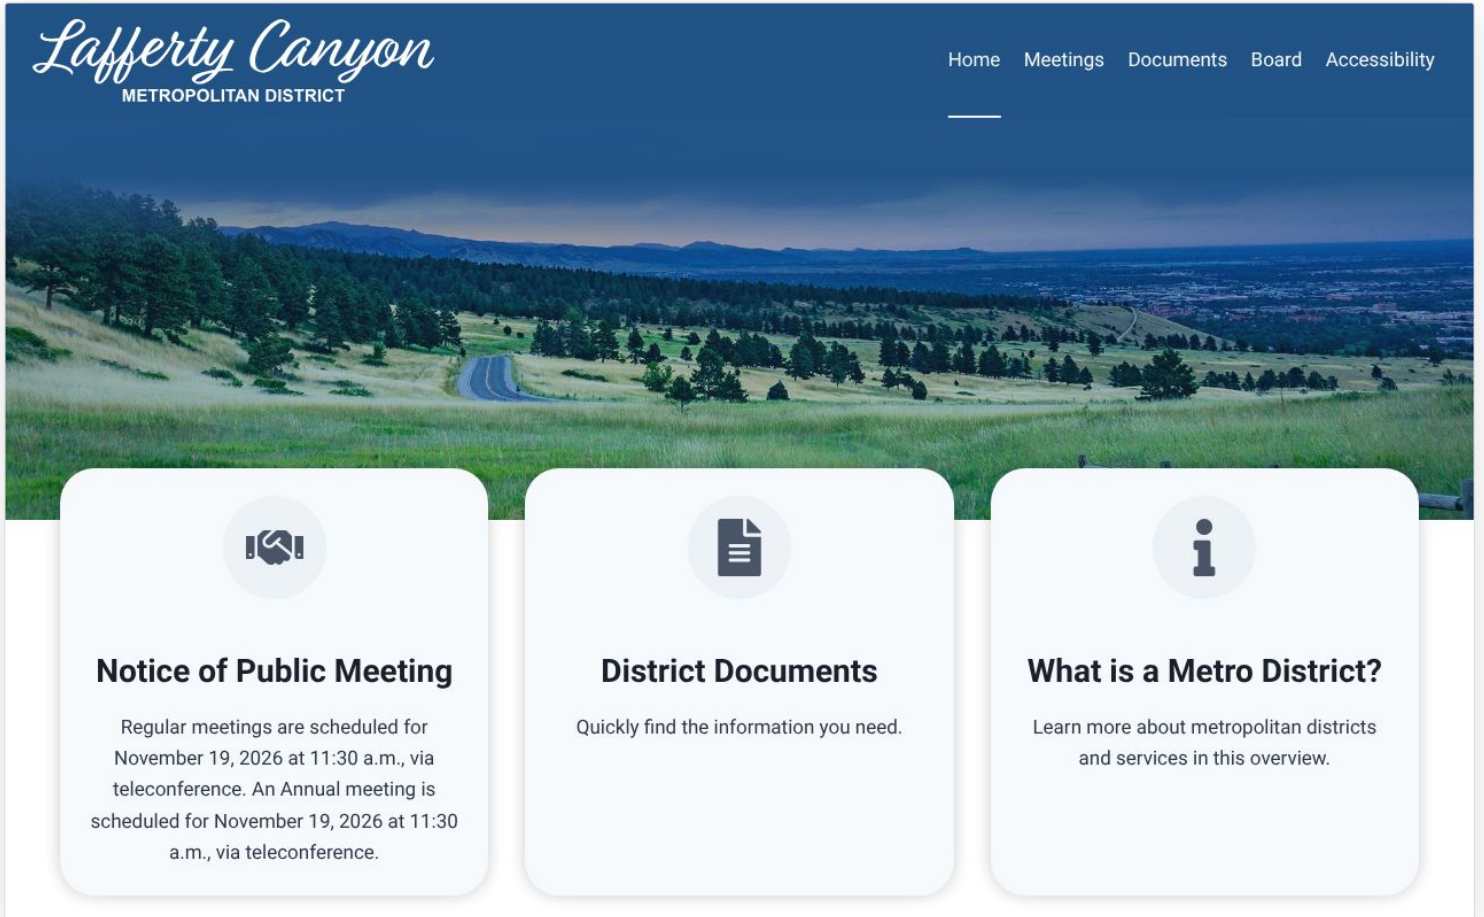 Lafferty Canyon
METROPOLITAN DISTRICT
Home Meetings Documents Board Accessibility
Notice of Public Meeting
Regular meetings are scheduled for
November 19, 2026 at 11:30 a.m., via
teleconference. An Annual meeting is
scheduled for November 19, 2026 at 11:30
a.m., via teleconference.
District Documents
Quickly find the information you need.
What is a Metro District?
Learn more about metropolitan districts
and services in this overview.